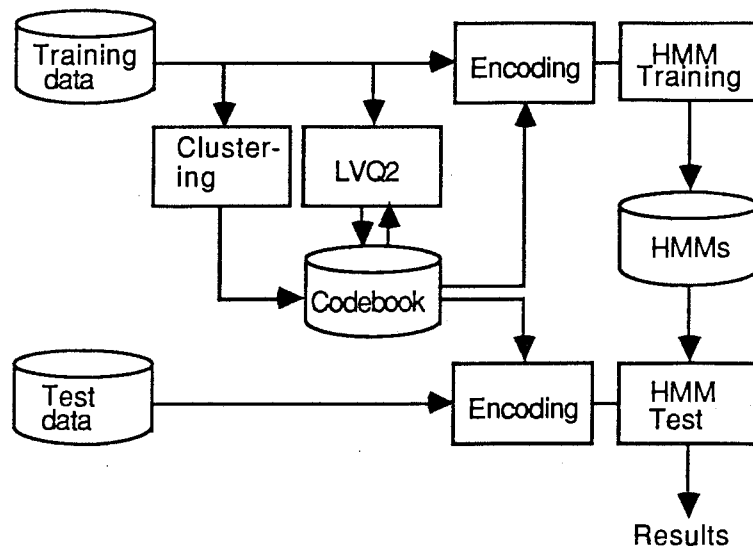 Training
data
Encoding
HMM
Training
Cluster-
ing
LVQ2
HMMs
Codebook
Test
data
Encoding
HMM
Test
Results